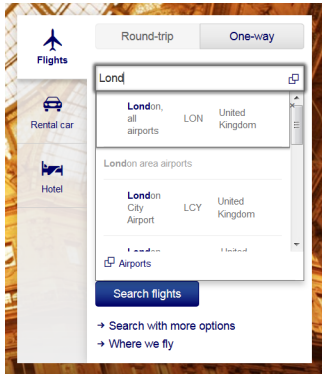 Round-trip
One-way
Flights
Lond
London,
all
airports
LON
United
Kingdom
Rental car
London area airports
Hotel
London
City
Airport
LCY
United
Kingdom
Airports
Search flights
Search with more options
Where we fly